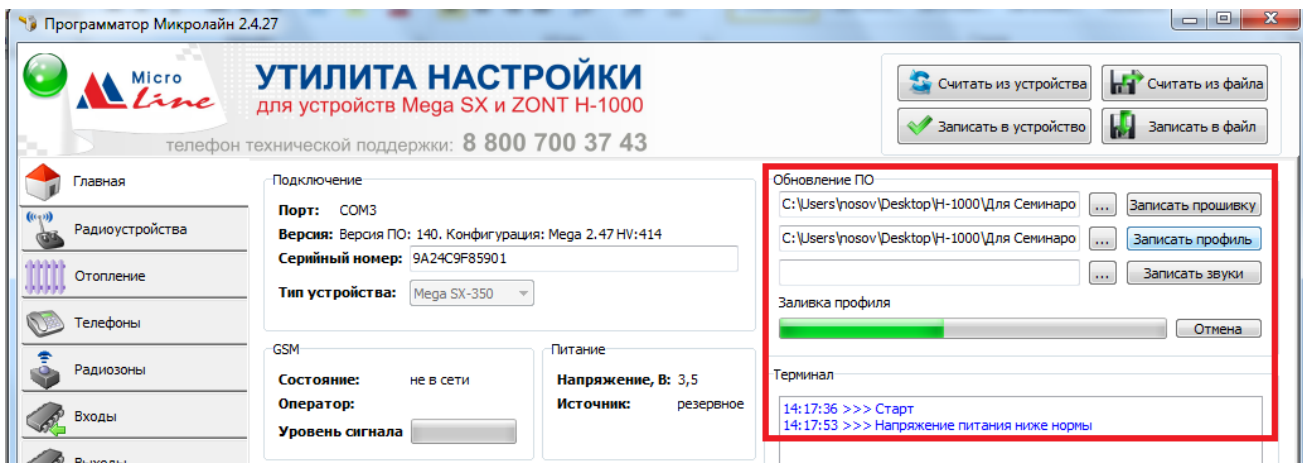 Программатор Микролайн 2.4.27
Micro
Line
УТИЛИТА НАСТРОЙКИ
для устройств Mega SX и ZONT H-1000
телефон технической поддержки: 8 800 700 37 43
Считать из устройства
Считать из файла
Записать в устройство
Записать в файл
Главная
Радиоустройства
Отопление
Телефоны
Радиозоны
Входы
Выходы
Подключение
Порт: COM3
Версия: Версия ПО: 140. Конфигурация: Mega 2.47 HV:414
Серийный номер: 9A24C9F85901
Тип устройства: Mega SX-350
GSM
Состояние: не в сети
Оператор:
Уровень сигнала
Питание
Напряжение, В: 3,5
Источник: резервное
Обновление ПО
C:\Users\nosov\Desktop\H-1000\Для Семинаро ... Записать прошивку
C:\Users\nosov\Desktop\H-1000\Для Семинаро ... Записать профиль
... Записать звуки
Заливка профиля
Отмена
Терминал
14:17:36 >>> Старт
14:17:53 >>> Напряжение питания ниже нормы